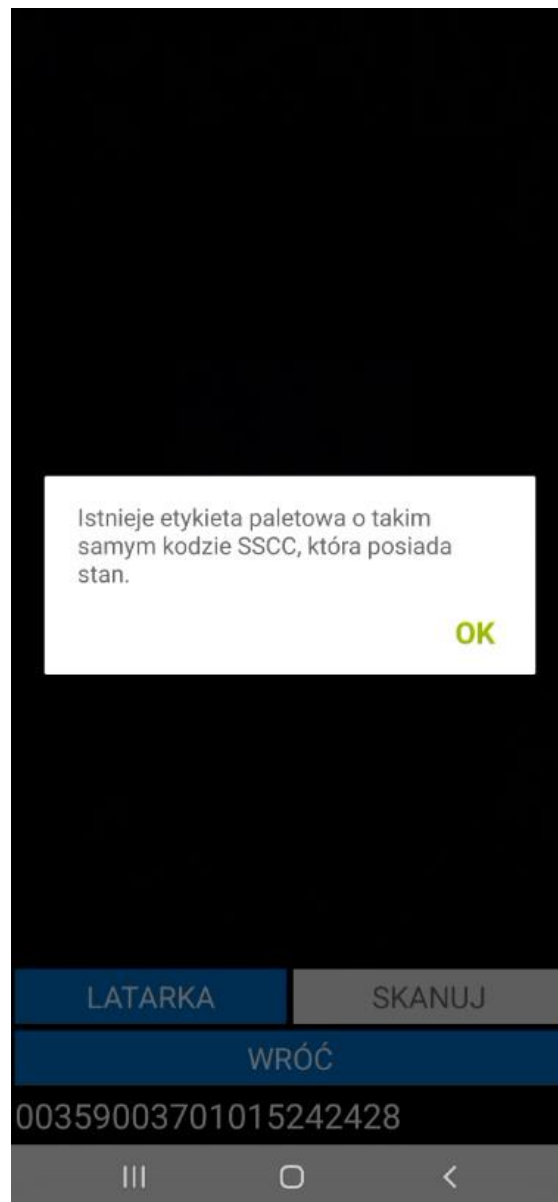 Istnieje etykieta paletowa o takim
samym kodzie SSCC, która posiada
stan.
OK
LATARKA
SKANUJ
WRÓĆ
00359003701015242428